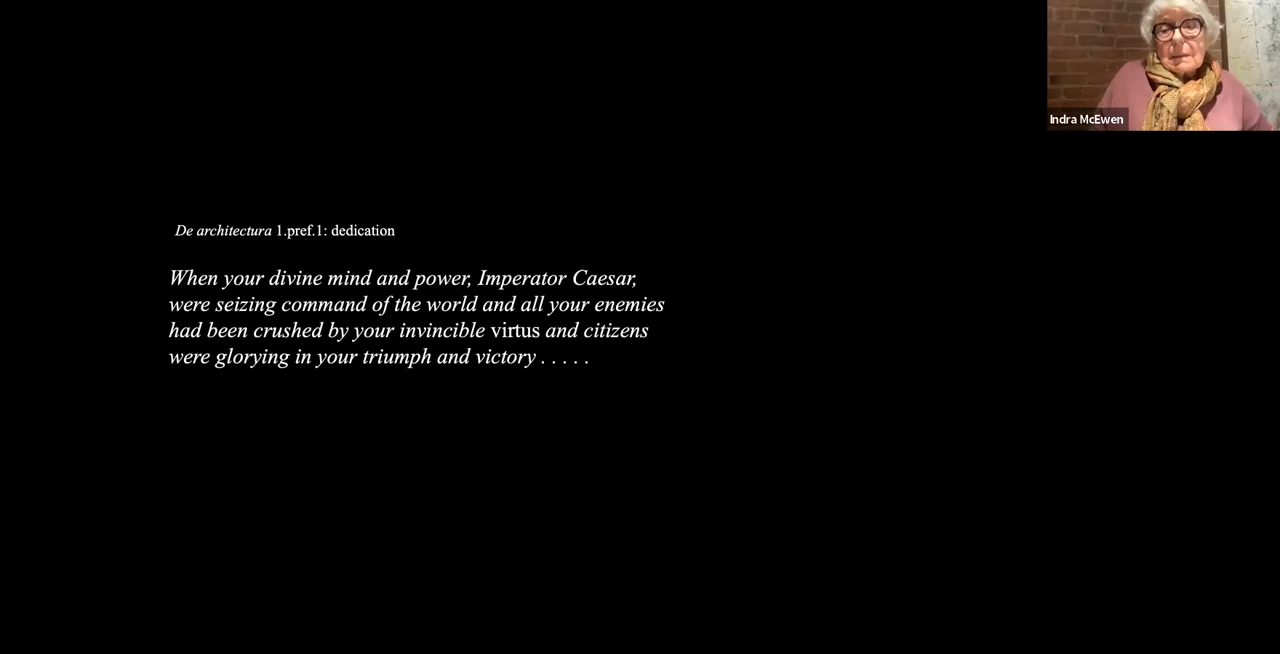 Indra McEwen
De architectura 1.pref.1: dedication
When your divine mind and power, Imperator Caesar,
were seizing command of the world and all your enemies
had been crushed by your invincible virtus and citizens
were glorying in your triumph and victory . . . . .